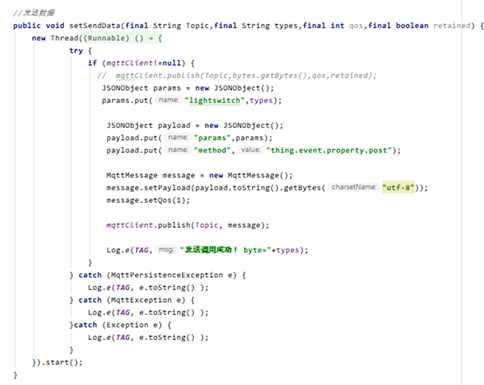 //发送数据
public void setSendData(final String Topic,final String types,final int qos,final boolean retained) {
new Thread((Runnable) () → {
try {
if (mqttClient!=null) {
// mqttClient.publish(Topic,bytes.getBytes(),qos,retained);
JSONObject params = new JSONObject();
params.put( name: "lightswitch",types);
JSONObject payload = new JSONObject();
payload.put( name: "params",params);
payload.put( name: "method", value: "thing.event.property.post");
MqttMessage message = new MqttMessage();
message.setPayload(payload.toString().getBytes( charsetName: "utf-8"));
message.setQos(1);
mqttClient.publish(Topic, message);
Log.e(TAG, msg: "发送调用成功! byte="+types);
}
} catch (MqttPersistenceException e) {
Log.e(TAG, e.toString() );
} catch (MqttException e) {
Log.e(TAG, e.toString() );
}catch (Exception e) {
Log.e(TAG, e.toString() );
}
}).start();
}